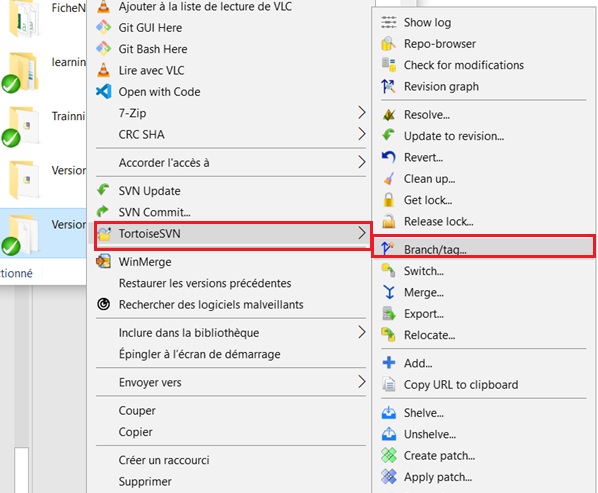 FicheN
learnin
Trainni
Version
Version
ctionné
Ajouter à la liste de lecture de VLC
Git GUI Here
Git Bash Here
Lire avec VLC
Open with Code
7-Zip
CRC SHA
Accorder l'accès à
SVN Update
SVN Commit...
TortoiseSVN
WinMerge
Restaurer les versions précédentes
Rechercher des logiciels malveillants
Inclure dans la bibliothèque
Épingler à l'écran de démarrage
Envoyer vers
Couper
Copier
Créer un raccourci
Supprimer
Show log
Repo-browser
Check for modifications
Revision graph
Resolve...
Update to revision...
Revert...
Clean up...
Get lock...
Release lock...
Branch/tag...
Switch...
Merge...
Export...
Relocate...
Add...
Copy URL to clipboard
Shelve...
Unshelve...
Create patch...
Apply patch...